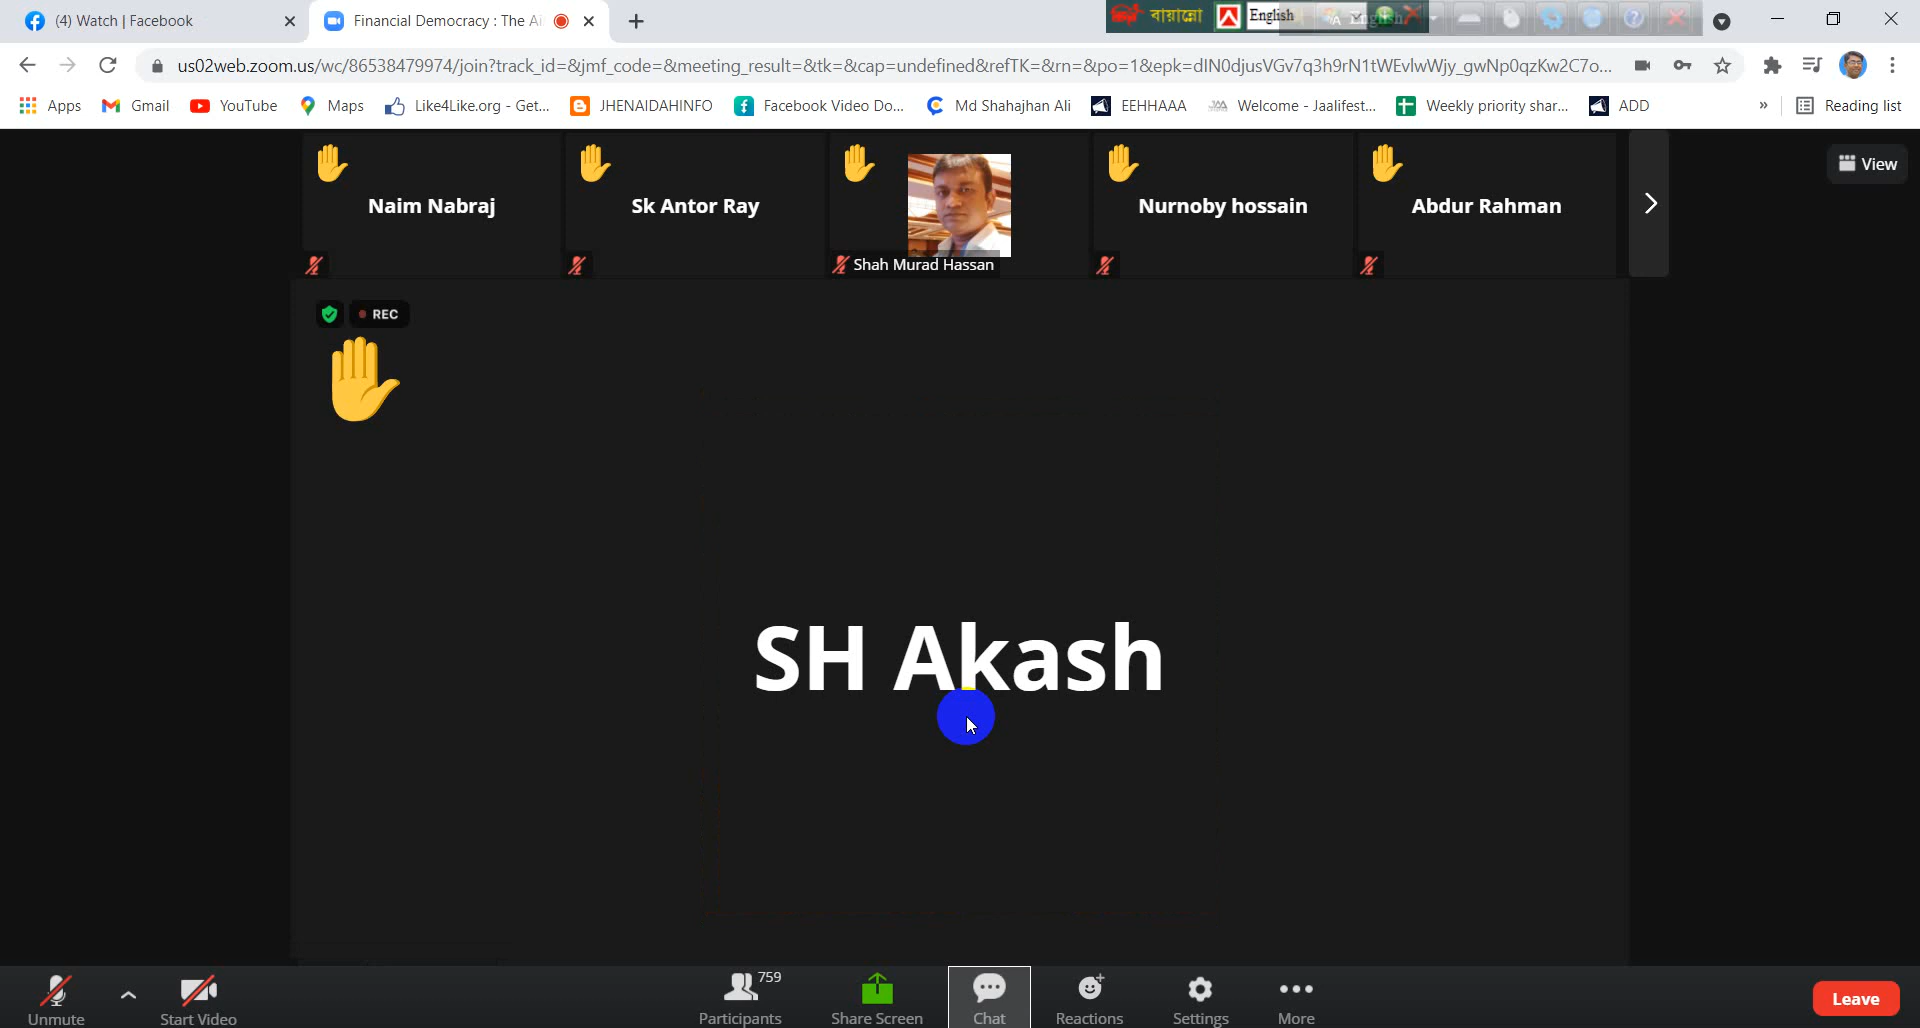 (4) Watch | Facebook
Financial Democracy : The Ai
বায়ান্নো
English
us02web.zoom.us/wc/86538479974/join?track_id=&jmf_code=&meeting_result=&tk=&cap=undefined&refTK=&rn=&po=1&epk=dIN0djusVGv7q3h9rN1tWEvlwWjy_gwNp0qzKw2C7o...
Apps
Gmail
YouTube
Maps
Like4Like.org - Get...
JHENAIDAHINFO
Facebook Video Do...
Md Shahajhan Ali
EEHHAAA
Welcome - Jaalifest...
Weekly priority shar...
ADD
»
Reading list
View
Naim Nabraj
Sk Antor Ray
Shah Murad Hassan
Nurnoby hossain
Abdur Rahman
REC
SH Akash
Unmute
Start Video
759
Participants
Share Screen
Chat
Reactions
Settings
More
Leave